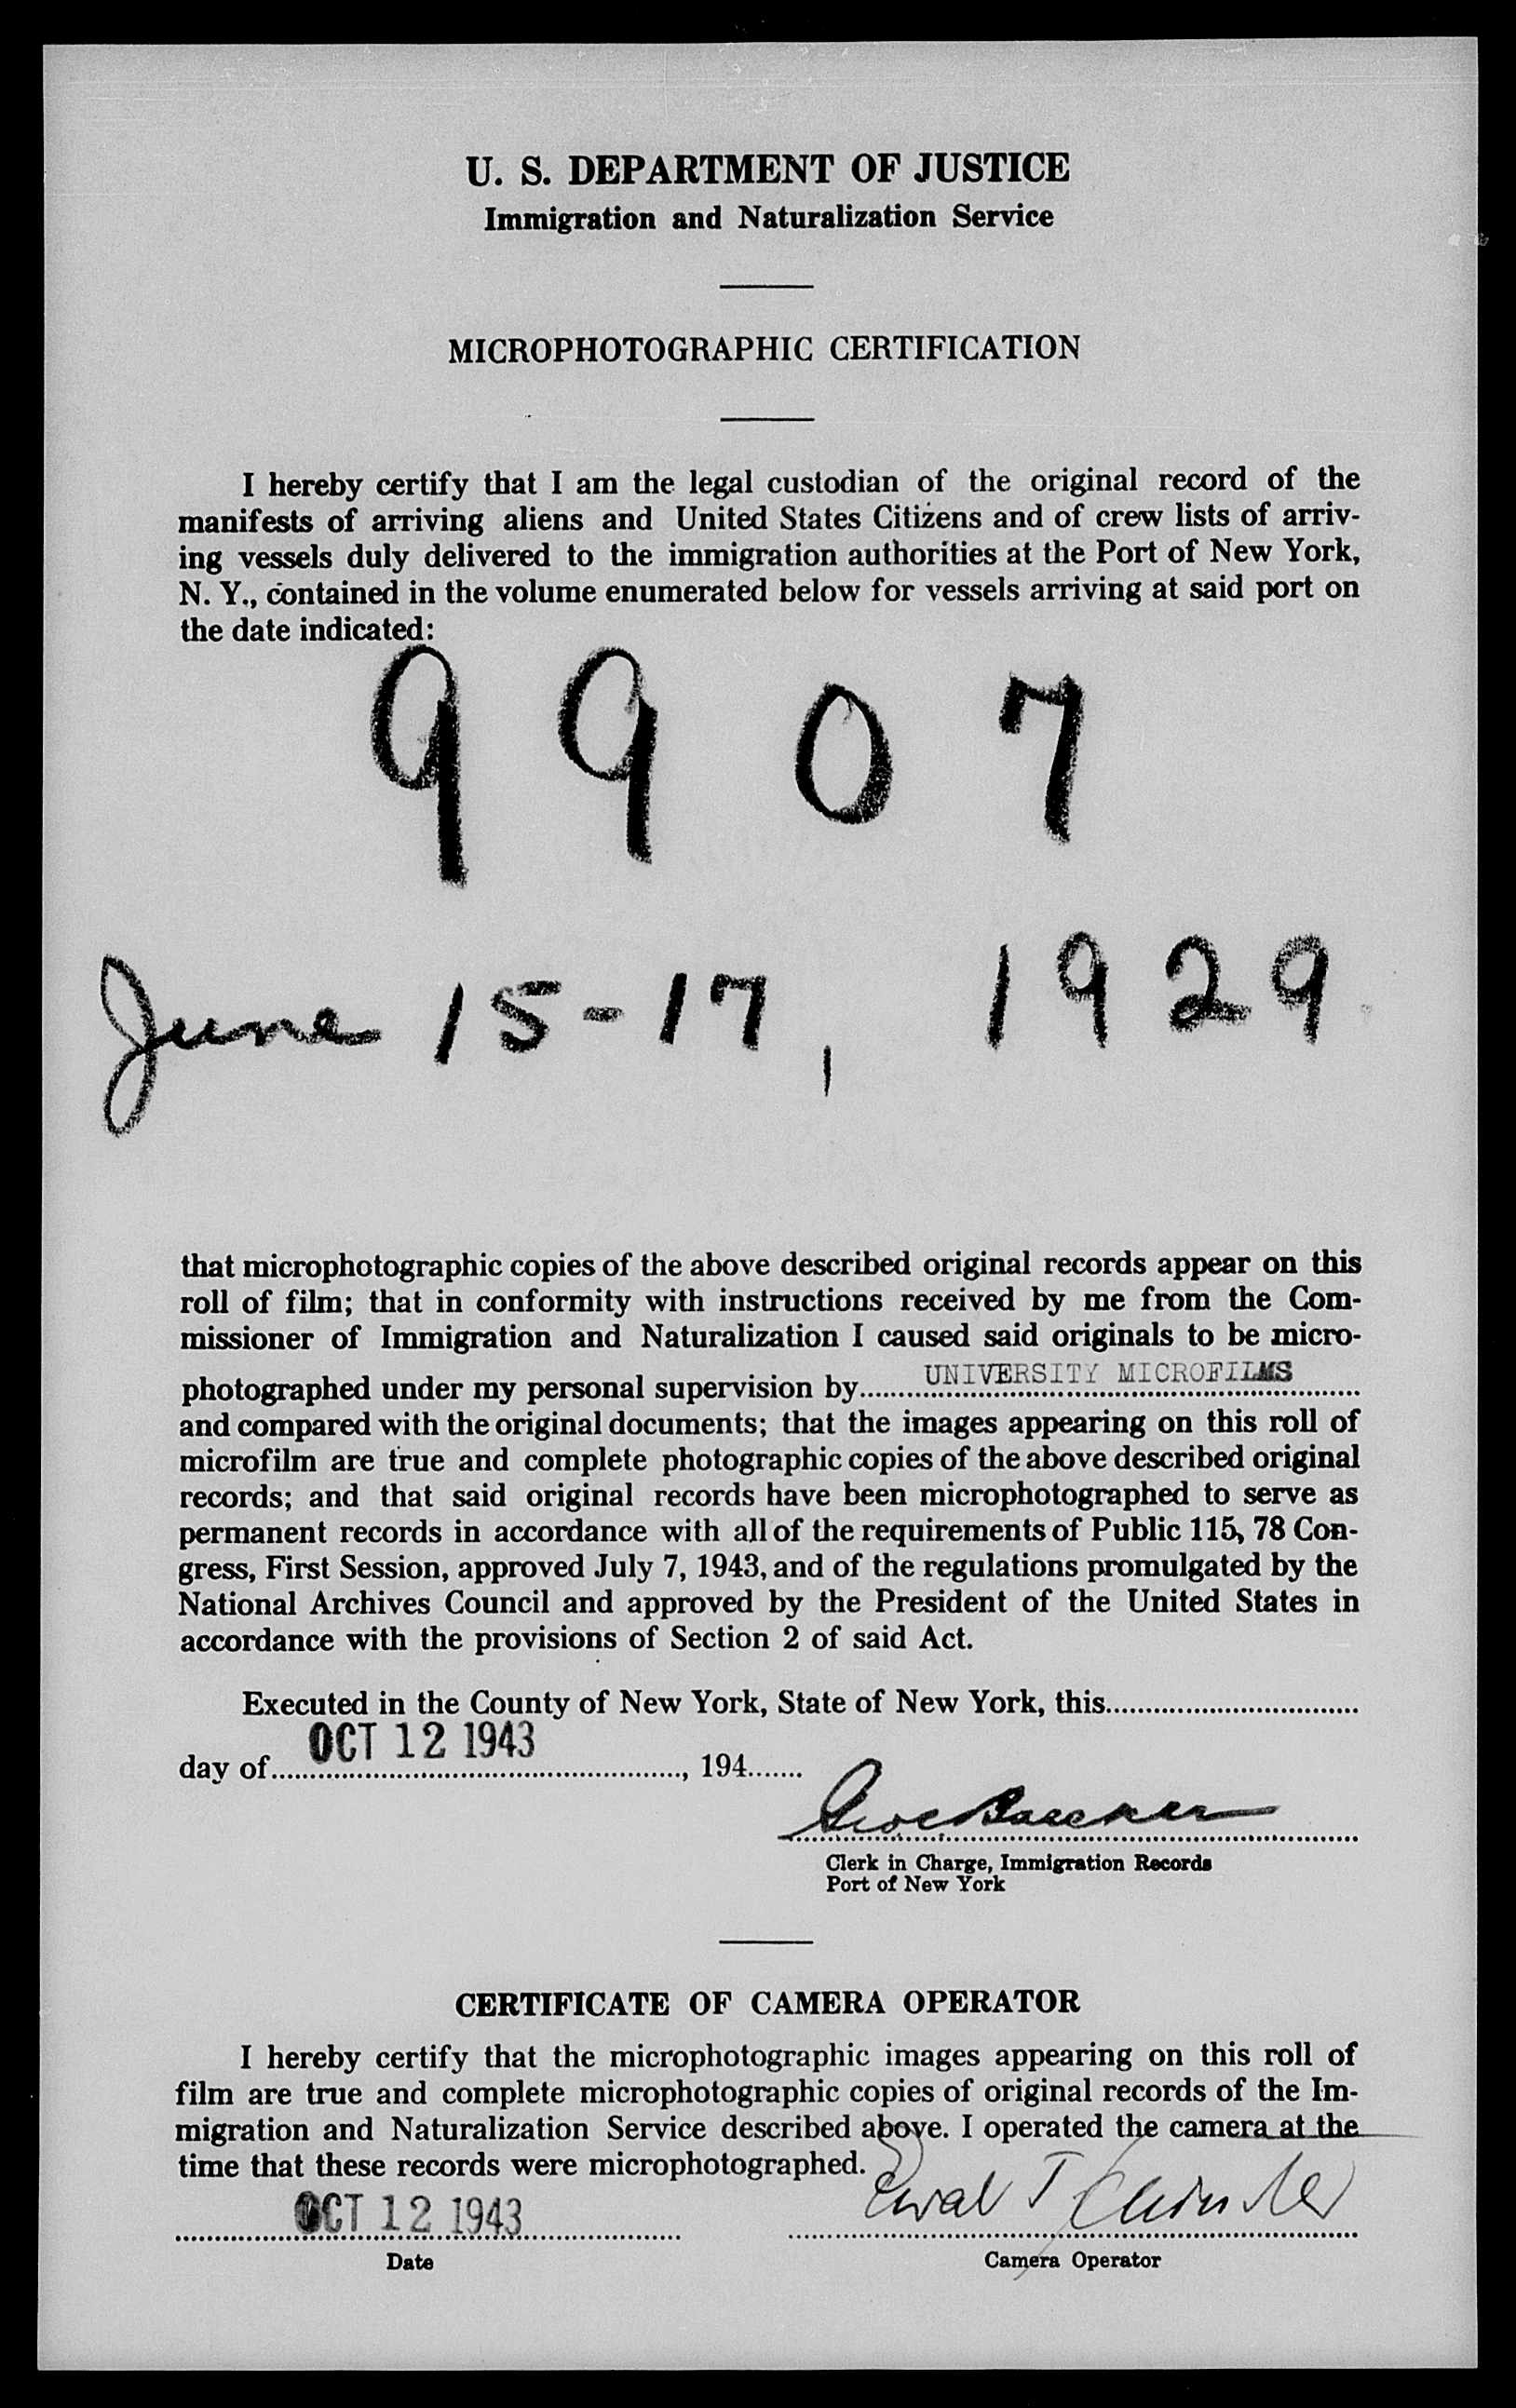 U. S. DEPARTMENT OF JUSTICE
Immigration and Naturalization Service
MICROPHOTOGRAPHIC CERTIFICATION
I hereby certify that I am the legal custodian of the original record of the
manifests of arriving aliens and United States Citizens and of crew lists of arriv-
ing vessels duly delivered to the immigration authorities at the Port of New York,
N. Y., contained in the volume enumerated below for vessels arriving at said port on
the date indicated:
9907
June 15-17, 1929
that microphotographic copies of the above described original records appear on this
roll of film; that in conformity with instructions received by me from the Com-
missioner of Immigration and Naturalization I caused said originals to be micro-
photographed under my personal supervision by UNIVERSITY MICROFILMS
and compared with the original documents; that the images appearing on this roll of
microfilm are true and complete photographic copies of the above described original
records; and that said original records have been microphotographed to serve as
permanent records in accordance with all of the requirements of Public 115, 78 Con-
gress, First Session, approved July 7, 1943, and of the regulations promulgated by the
National Archives Council and approved by the President of the United States in
accordance with the provisions of Section 2 of said Act.
Executed in the County of New York, State of New York, this
day of OCT 12 1943, 194
Clerk in Charge, Immigration Records
Port of New York
CERTIFICATE OF CAMERA OPERATOR
I hereby certify that the microphotographic images appearing on this roll of
film are true and complete microphotographic copies of original records of the Im-
migration and Naturalization Service described above. I operated the camera at the
time that these records were microphotographed.
OCT 12 1943
Date
Camera Operator